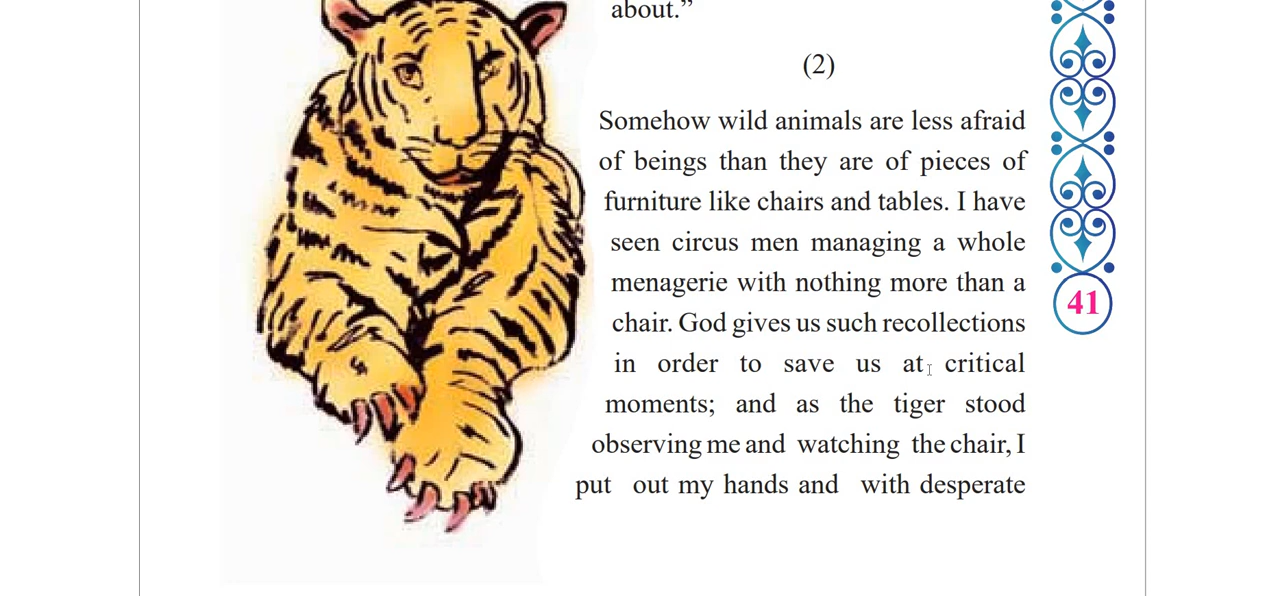 about.”
(2)
Somehow wild animals are less afraid
of beings than they are of pieces of
furniture like chairs and tables. I have
seen circus men managing a whole
menagerie with nothing more than a
chair. God gives us such recollections
in order to save us at critical
moments; and as the tiger stood
observing me and watching the chair, I
put out my hands and with desperate
41